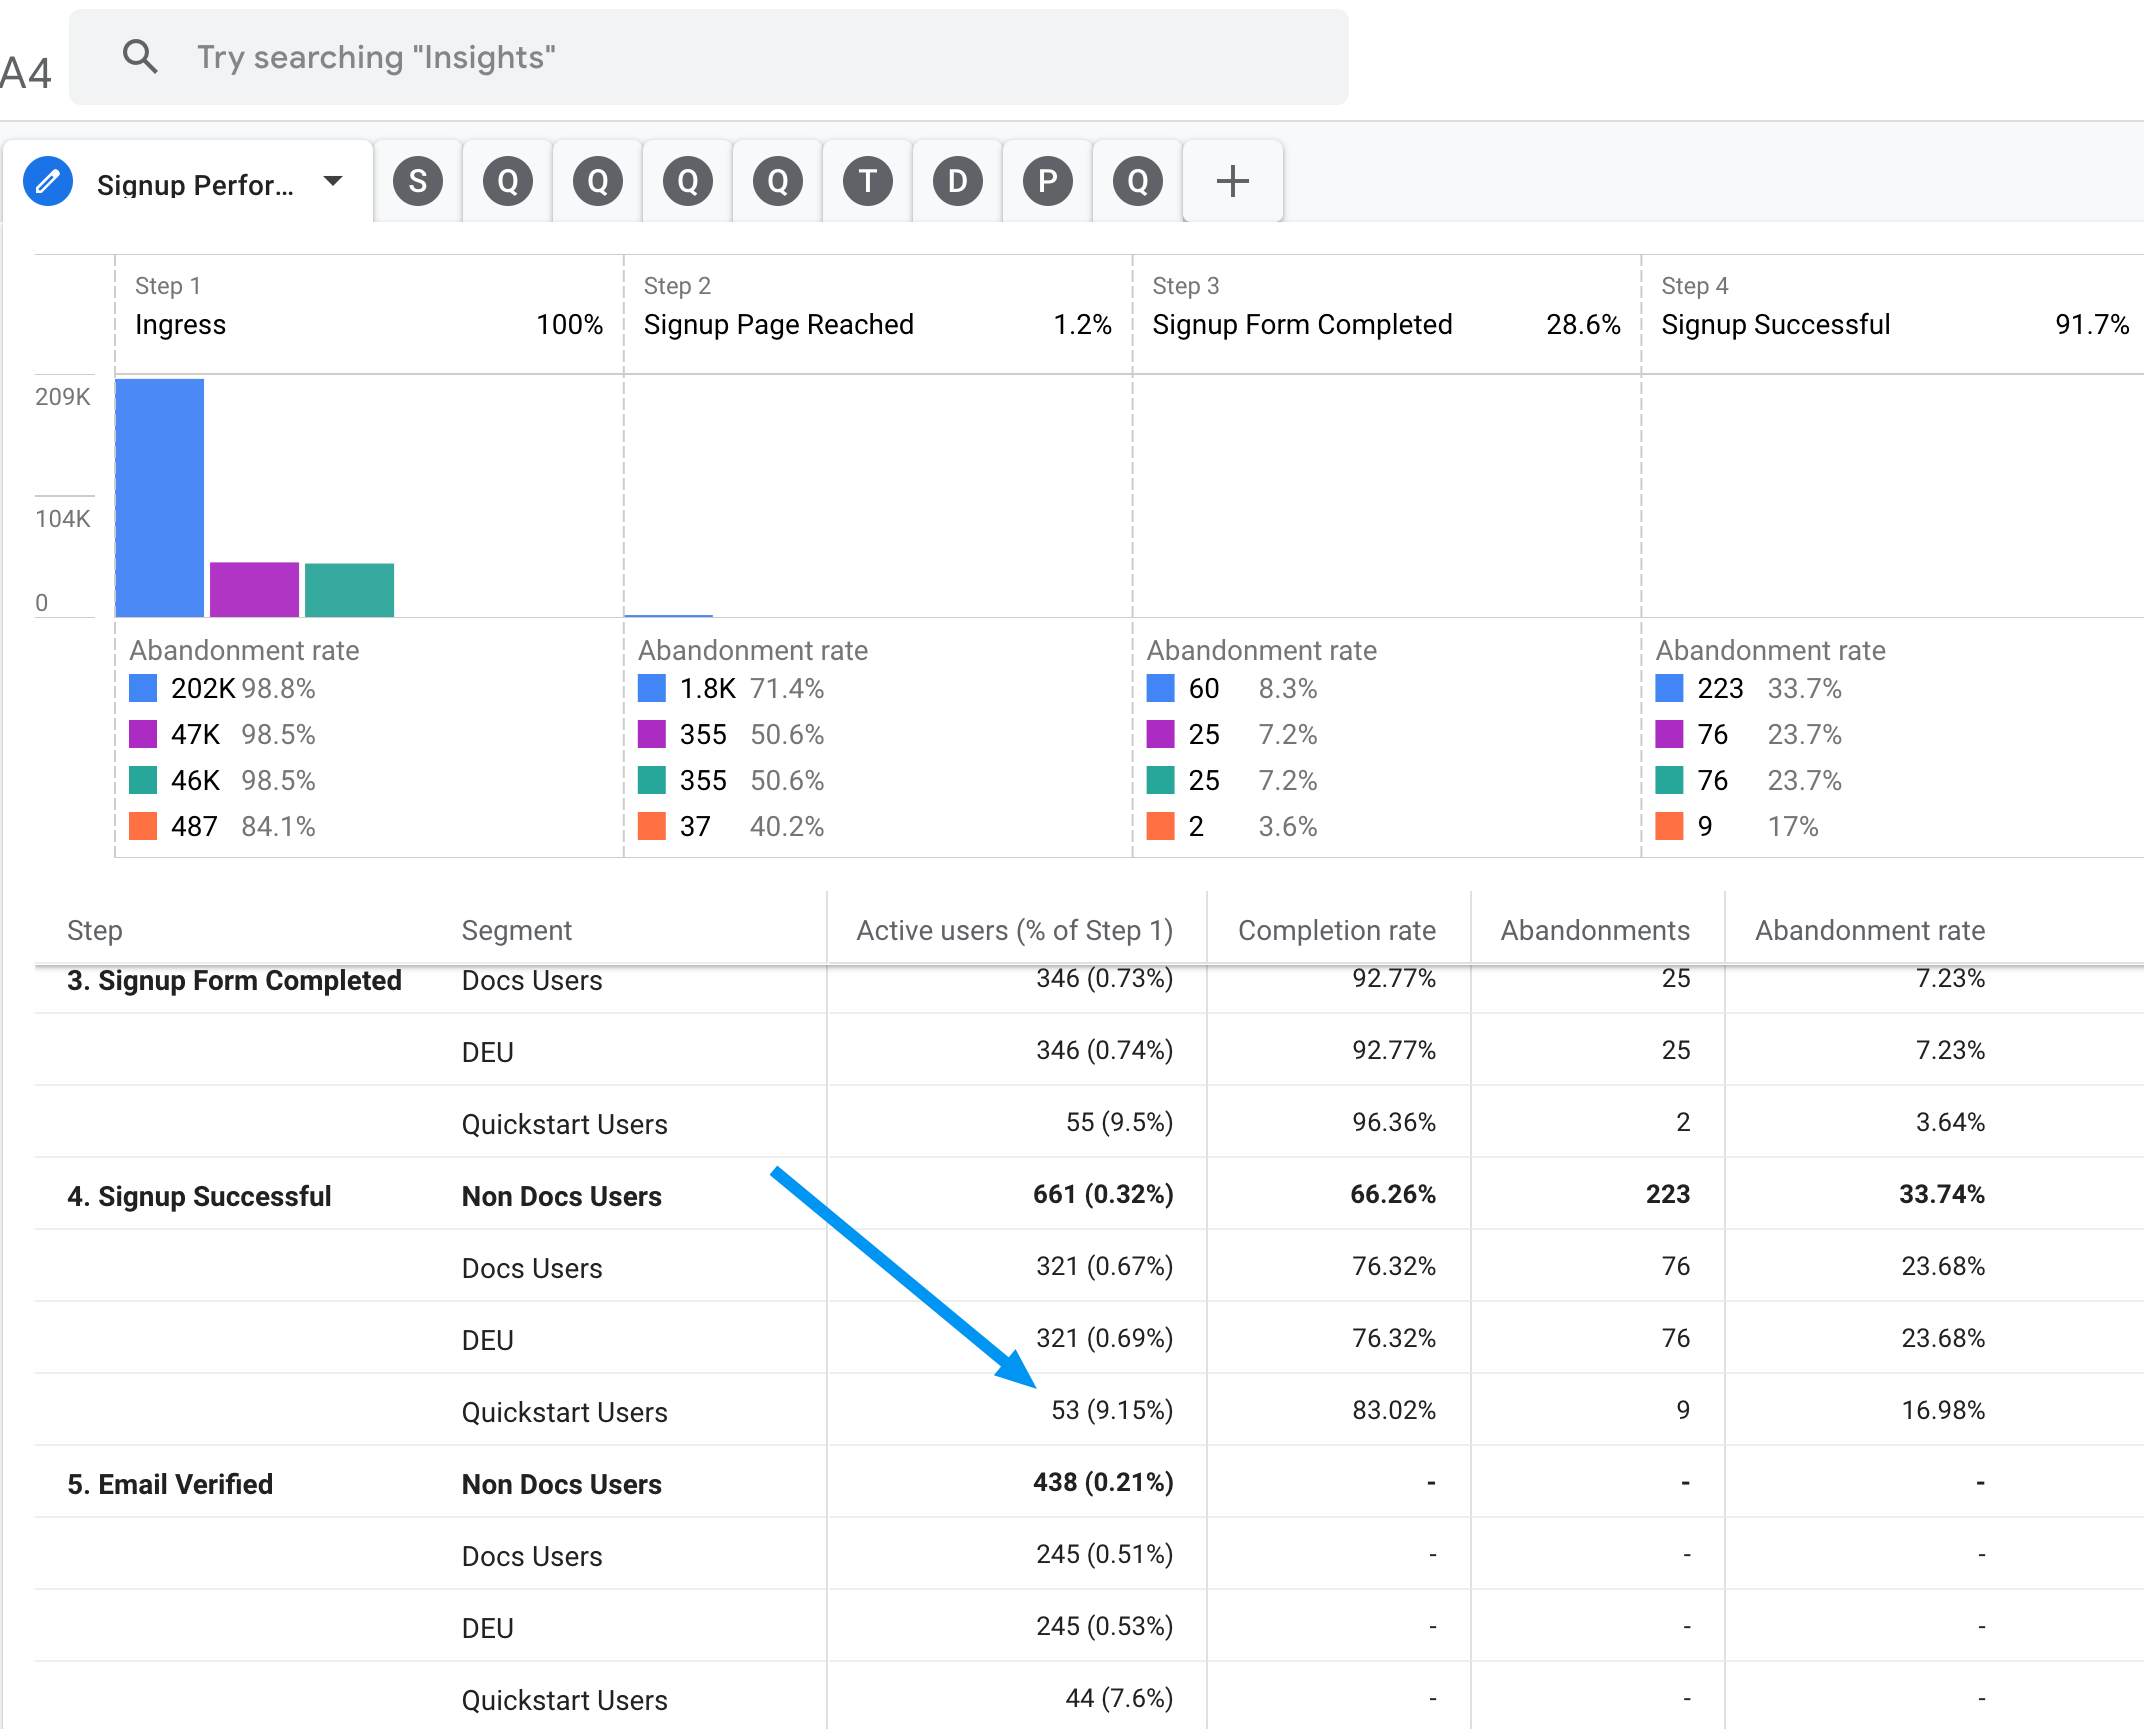 A4
Try searching "Insights"
Signup Perfor...
S Q Q Q Q T D P Q +
Step 1 Step 2 Step 3 Step 4
Ingress 100% Signup Page Reached 1.2% Signup Form Completed 28.6% Signup Successful 91.7%
209K
104K
0
Abandonment rate Abandonment rate Abandonment rate Abandonment rate
202K 98.8% 1.8K 71.4% 60 8.3% 223 33.7%
47K 98.5% 355 50.6% 25 7.2% 76 23.7%
46K 98.5% 355 50.6% 25 7.2% 76 23.7%
487 84.1% 37 40.2% 2 3.6% 9 17%
Step Segment Active users (% of Step 1) Completion rate Abandonments Abandonment rate
3. Signup Form Completed Docs Users 346 (0.73%) 92.77% 25 7.23%
DEU 346 (0.74%) 92.77% 25 7.23%
Quickstart Users 55 (9.5%) 96.36% 2 3.64%
4. Signup Successful Non Docs Users 661 (0.32%) 66.26% 223 33.74%
Docs Users 321 (0.67%) 76.32% 76 23.68%
DEU 321 (0.69%) 76.32% 76 23.68%
Quickstart Users 53 (9.15%) 83.02% 9 16.98%
5. Email Verified Non Docs Users 438 (0.21%) - - -
Docs Users 245 (0.51%) - - -
DEU 245 (0.53%) - - -
Quickstart Users 44 (7.6%) - - -